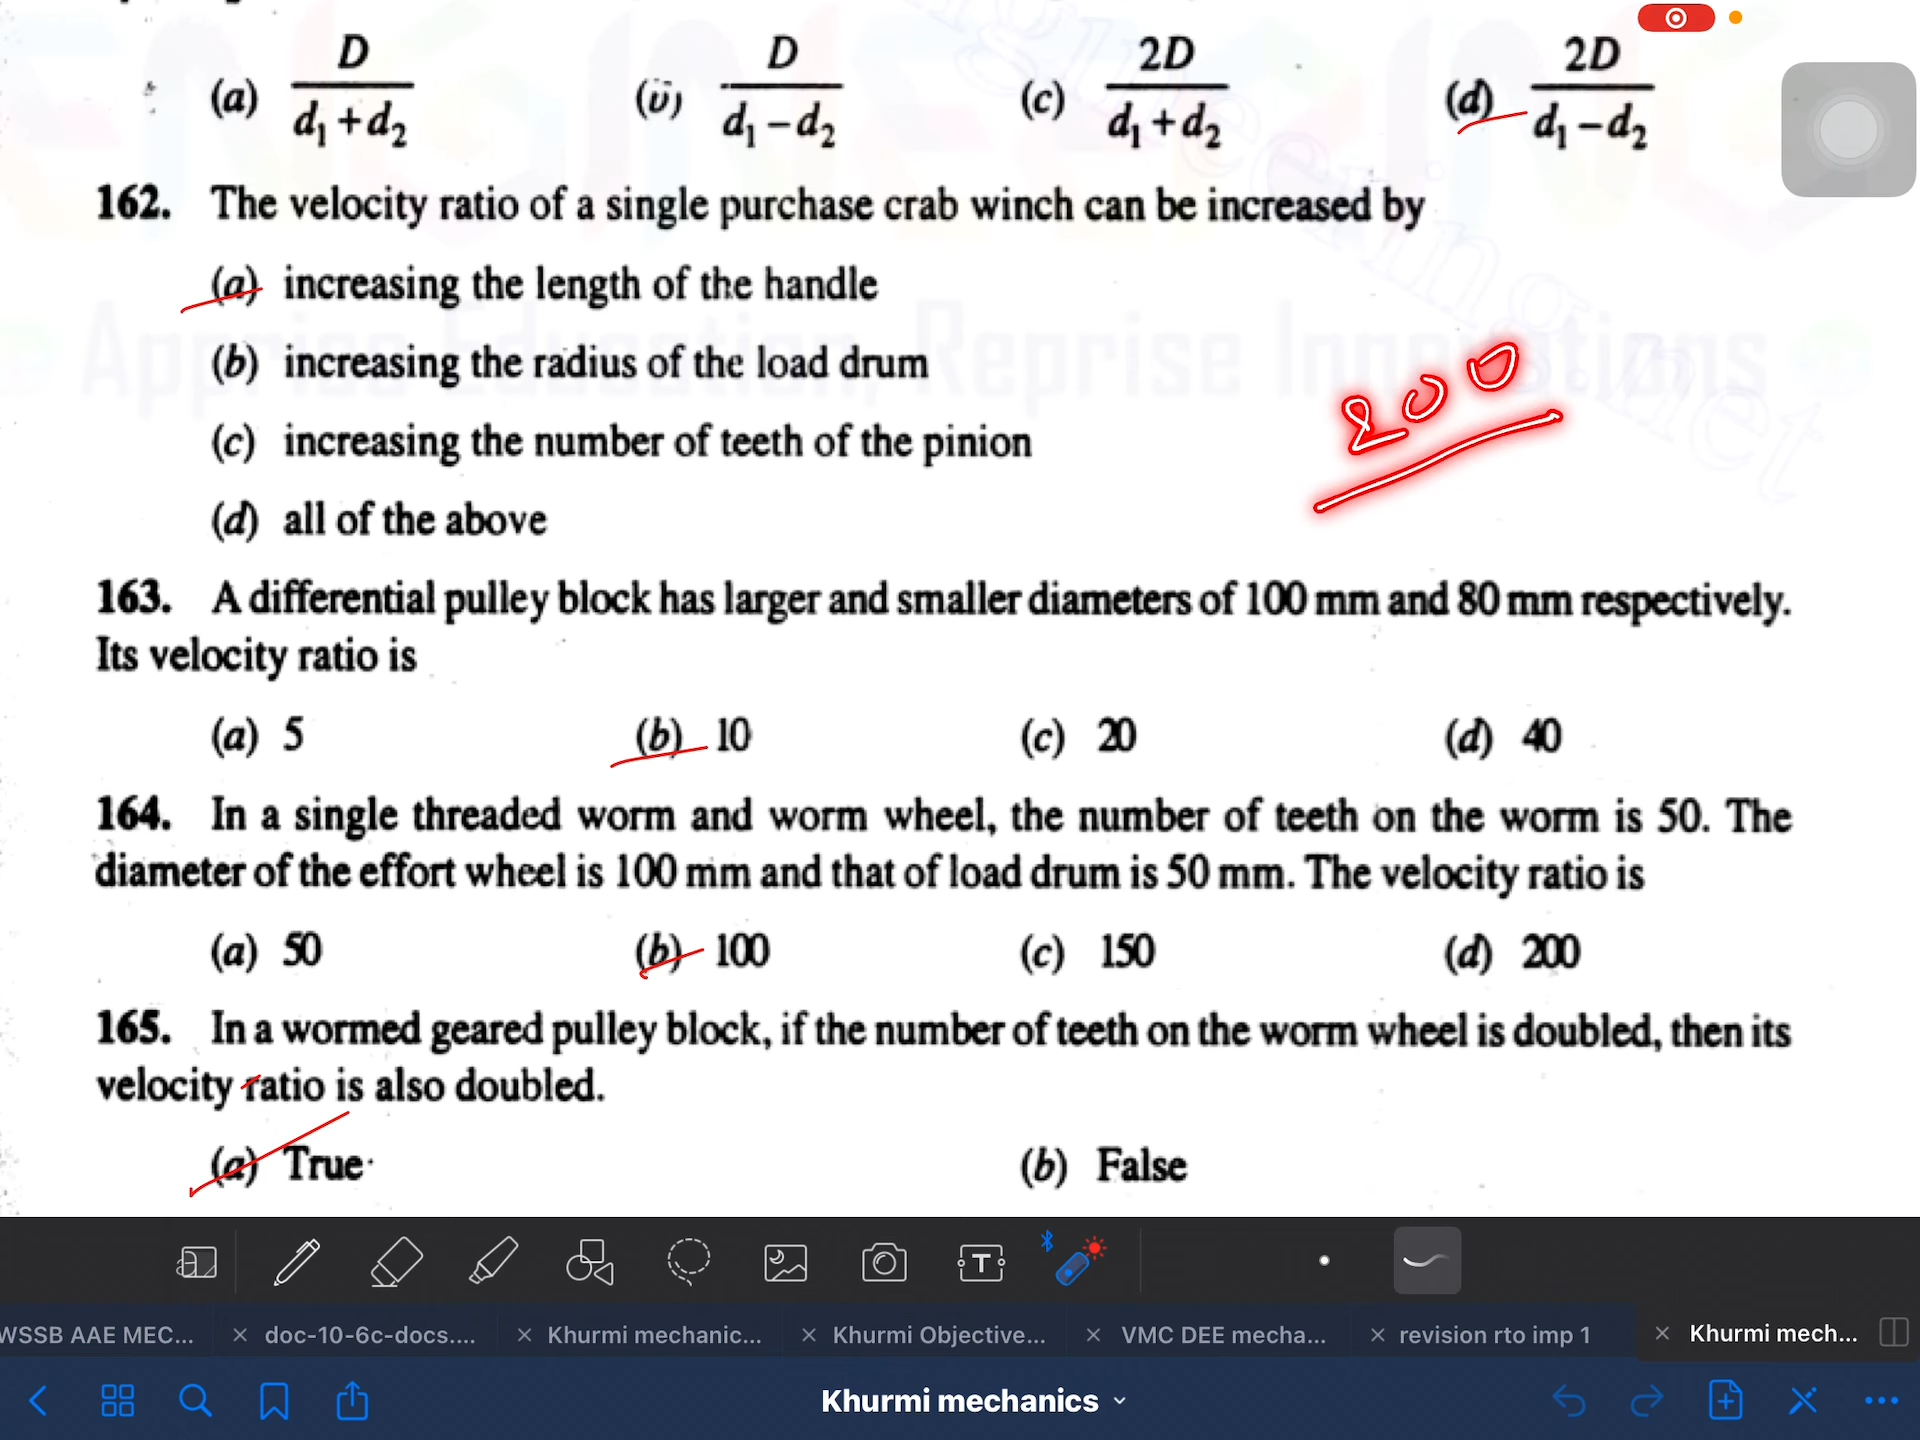 (a) D / d₁ + d₂ (b) D / d₁ − d₂ (c) 2D / d₁ + d₂ (d) 2D / d₁ − d₂
162. The velocity ratio of a single purchase crab winch can be increased by
(a) increasing the length of the handle
(b) increasing the radius of the load drum
(c) increasing the number of teeth of the pinion
(d) all of the above
200
163. A differential pulley block has larger and smaller diameters of 100 mm and 80 mm respectively.
Its velocity ratio is
(a) 5 (b) 10 (c) 20 (d) 40
164. In a single threaded worm and worm wheel, the number of teeth on the worm is 50. The
diameter of the effort wheel is 100 mm and that of load drum is 50 mm. The velocity ratio is
(a) 50 (b) 100 (c) 150 (d) 200
165. In a wormed geared pulley block, if the number of teeth on the worm wheel is doubled, then its
velocity ratio is also doubled.
(a) True (b) False
WSSB AAE MEC... × doc-10-6c-docs.... × Khurmi mechanic... × Khurmi Objective... × VMC DEE mecha... × revision rto imp 1 × Khurmi mech...
Khurmi mechanics